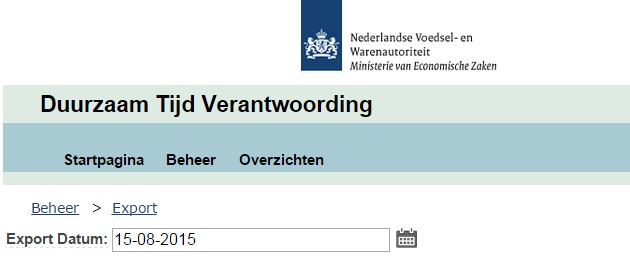 Nederlandse Voedsel- en
Warenautoriteit
Ministerie van Economische Zaken
Duurzaam Tijd Verantwoording
Startpagina Beheer Overzichten
Beheer > Export
Export Datum: 15-08-2015